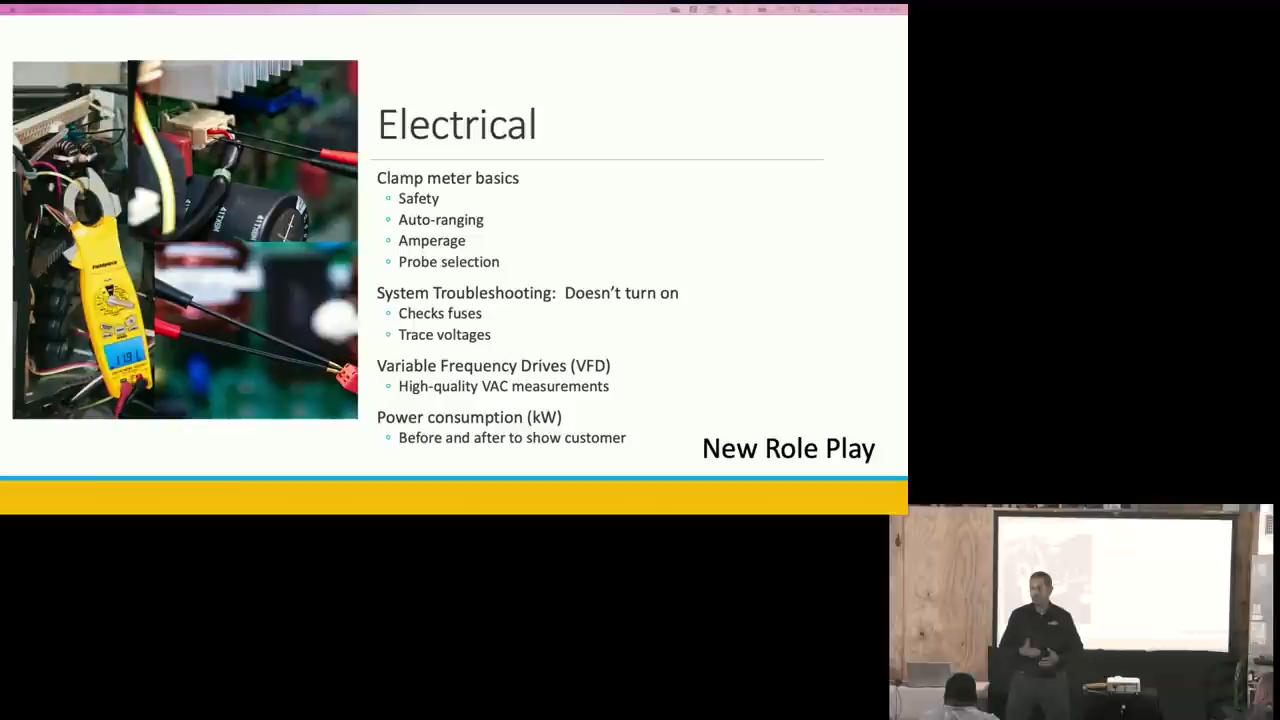 Electrical
Clamp meter basics
Safety
Auto-ranging
Amperage
Probe selection
System Troubleshooting: Doesn’t turn on
Checks fuses
Trace voltages
Variable Frequency Drives (VFD)
High-quality VAC measurements
Power consumption (kW)
Before and after to show customer
New Role Play